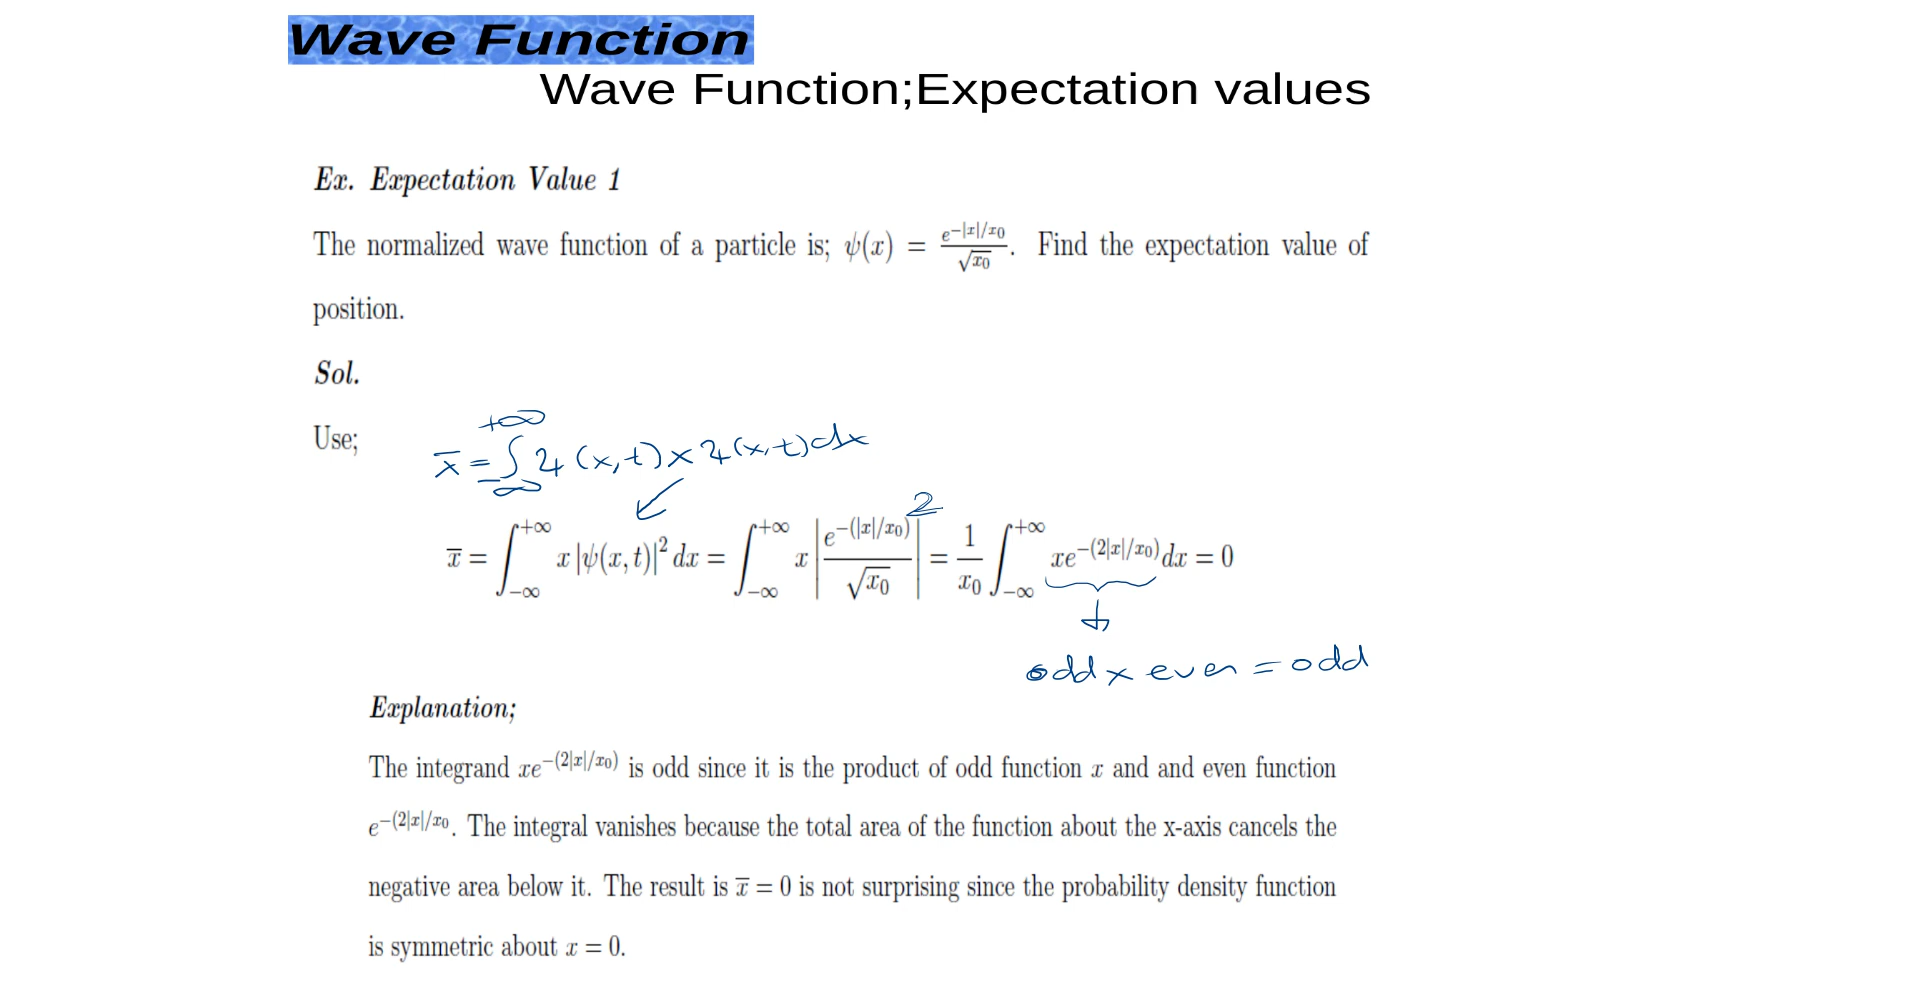 Wave Function
Wave Function;Expectation values
Ex. Expectation Value 1
The normalized wave function of a particle is; ψ(x) = e^{-|x|/x₀}/√x₀. Find the expectation value of
position.
Sol.
Use;
x̄ = ∫_{-∞}^{+∞} ψ(x,t) x ψ(x,t) dx
x̄ = ∫_{-∞}^{+∞} x |ψ(x,t)|² dx = ∫_{-∞}^{+∞} x |e^{-(|x|/x₀)}/√x₀|² = 1/x₀ ∫_{-∞}^{+∞} xe^{-(2|x|/x₀)} dx = 0
odd x even = odd
Explanation;
The integrand xe^{-(2|x|/x₀)} is odd since it is the product of odd function x and and even function
e^{-(2|x|/x₀}. The integral vanishes because the total area of the function about the x-axis cancels the
negative area below it. The result is x̄ = 0 is not surprising since the probability density function
is symmetric about x = 0.